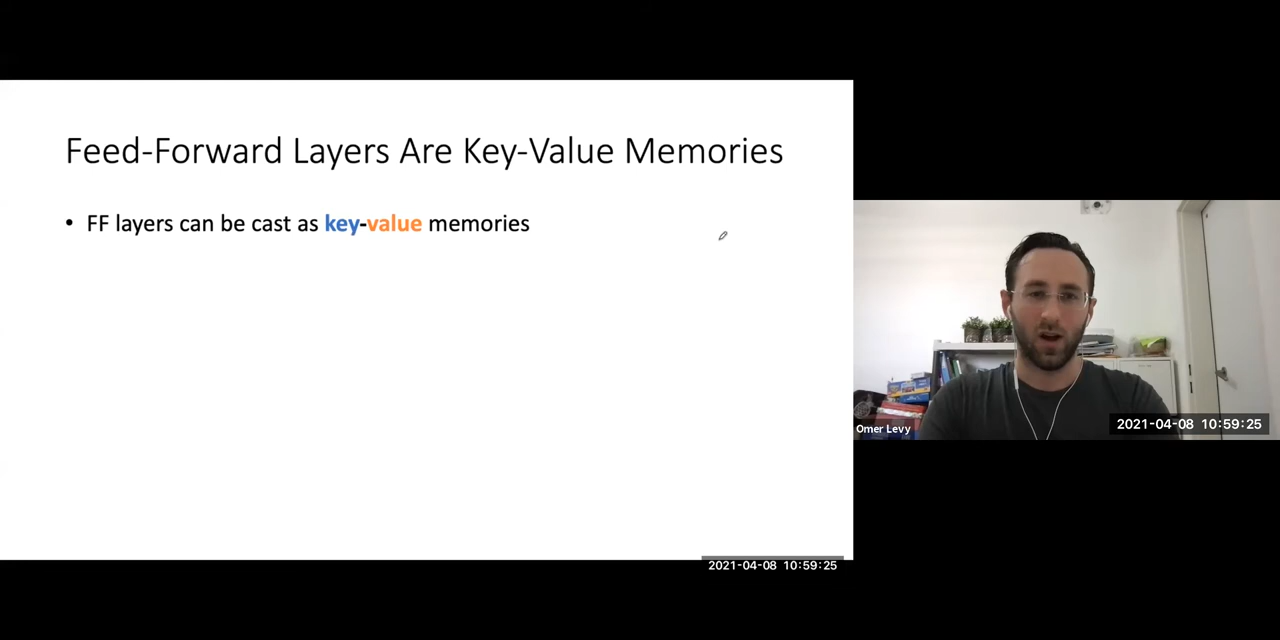 Feed-Forward Layers Are Key-Value Memories
• FF layers can be cast as key-value memories
Omer Levy
2021-04-08 10:59:25
2021-04-08 10:59:25